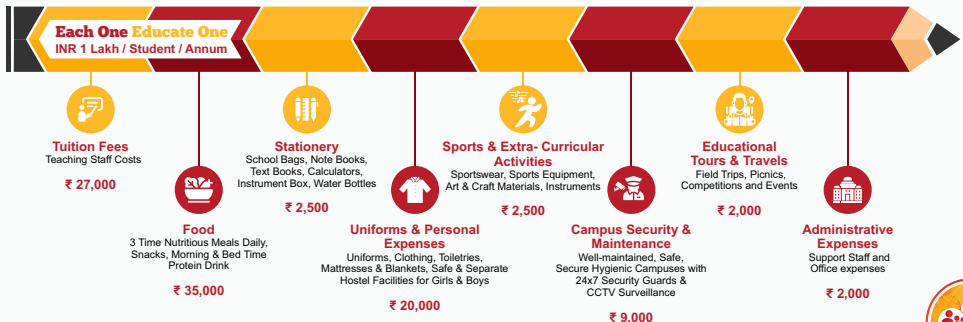 Each One Educate One
INR 1 Lakh / Student / Annum
Tuition Fees
Teaching Staff Costs
₹ 27,000
Food
3 Time Nutritious Meals Daily,
Snacks, Morning & Bed Time
Protein Drink
₹ 35,000
Stationery
School Bags, Note Books,
Text Books, Calculators,
Instrument Box, Water Bottles
₹ 2,500
Uniforms & Personal
Expenses
Uniforms, Clothing, Toiletries,
Mattresses & Blankets, Safe & Separate
Hostel Facilities for Girls & Boys
₹ 20,000
Sports & Extra- Curricular
Activities
Sportswear, Sports Equipment,
Art & Craft Materials, Instruments
₹ 2,500
Campus Security &
Maintenance
Well-maintained, Safe,
Secure Hygienic Campuses with
24x7 Security Guards &
CCTV Surveillance
₹ 9,000
Educational
Tours & Travels
Field Trips, Picnics,
Competitions and Events
₹ 2,000
Administrative
Expenses
Support Staff and
Office expenses
₹ 2,000